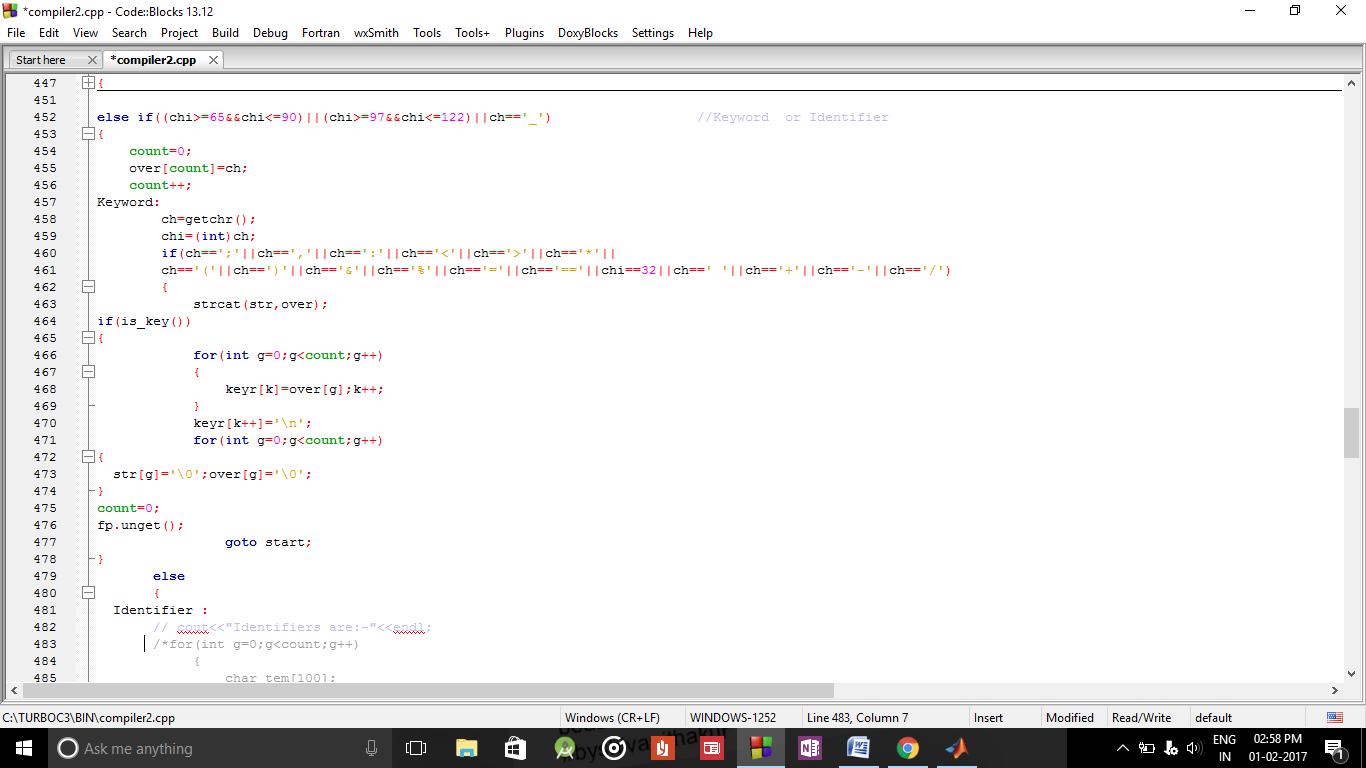 *compiler2.cpp - Code::Blocks 13.12
File Edit View Search Project Build Debug Fortran wxSmith Tools Tools+ Plugins DoxyBlocks Settings Help
Start here *compiler2.cpp
447 {
451
452 else if((chi>=65&&chi<=90)||(chi>=97&&chi<=122)||ch=='_') //Keyword or Identifier
453 {
454 count=0;
455 over[count]=ch;
456 count++;
457 Keyword:
458 ch=getchr();
459 chi=(int)ch;
460 if(ch==';'||ch==','||ch==':'||ch=='<'||ch=='>'||ch=='*'||
461 ch=='('||ch==')'||ch=='&'||ch=='%'||ch=='='||ch=='=='||chi==32||ch==' '||ch=='+'||ch=='-'||ch=='/')
462 {
463 strcat(str,over);
464 if(is_key())
465 {
466 for(int g=0;g<count;g++)
467 {
468 keyr[k]=over[g];k++;
469 }
470 keyr[k++]='\n';
471 for(int g=0;g<count;g++)
472 {
473 str[g]='\0';over[g]='\0';
474 }
475 count=0;
476 fp.unget();
477 goto start;
478 }
479 else
480 {
481 Identifier :
482 // cout<<"Identifiers are:-"<<endl;
483 /*for(int g=0;g<count;g++)
484 {
485 char tem[100];
C:\TURBOC3\BIN\compiler2.cpp Windows (CR+LF) WINDOWS-1252 Line 483, Column 7 Insert Modified Read/Write default
Ask me anything
ENG 02:58 PM
IN 01-02-2017
1